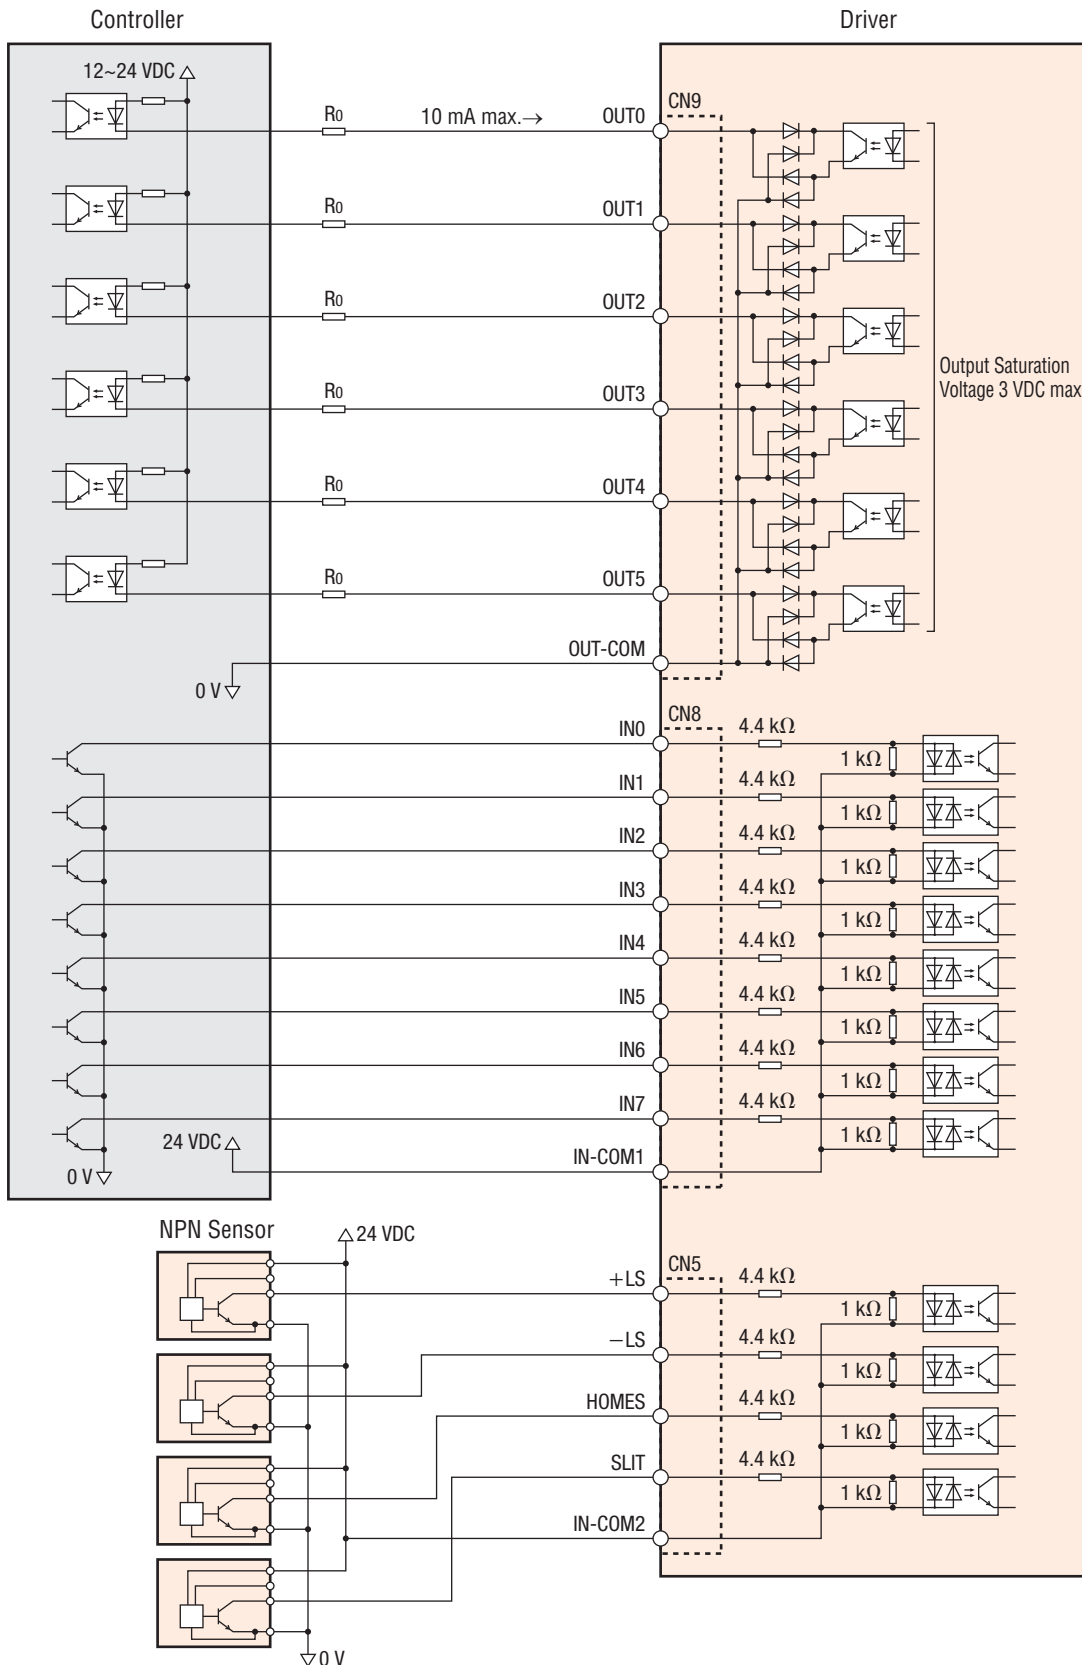 Controller
Driver
12~24 VDC
CN9
R0
10 mA max.→
OUT0
R0
OUT1
R0
OUT2
Output Saturation
Voltage 3 VDC max
R0
OUT3
R0
OUT4
R0
OUT5
OUT-COM
0 V
CN8
IN0
4.4 kΩ
1 kΩ
IN1
4.4 kΩ
1 kΩ
IN2
4.4 kΩ
1 kΩ
IN3
4.4 kΩ
1 kΩ
IN4
4.4 kΩ
1 kΩ
IN5
4.4 kΩ
1 kΩ
IN6
4.4 kΩ
1 kΩ
IN7
4.4 kΩ
1 kΩ
24 VDC
IN-COM1
0 V
NPN Sensor
24 VDC
CN5
+LS
4.4 kΩ
1 kΩ
−LS
4.4 kΩ
1 kΩ
HOMES
4.4 kΩ
1 kΩ
SLIT
4.4 kΩ
1 kΩ
IN-COM2
0 V